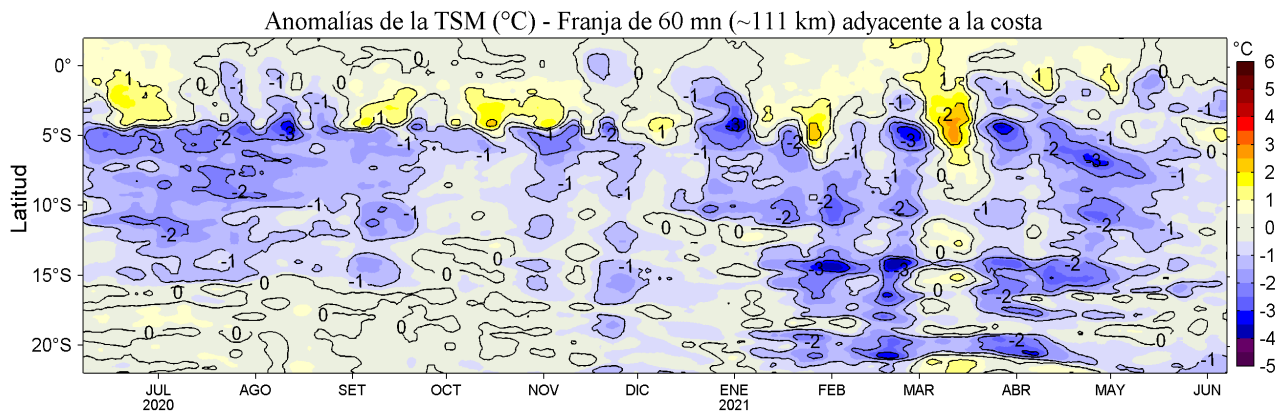 Anomalías de la TSM (°C) - Franja de 60 mn (~111 km) adyacente a la costa
°C
Latitud
0°
5°S
10°S
15°S
20°S
6
5
4
3
2
1
0
-1
-2
-3
-4
-5
JUL AGO SET OCT NOV DIC ENE FEB MAR ABR MAY JUN
2020 2021